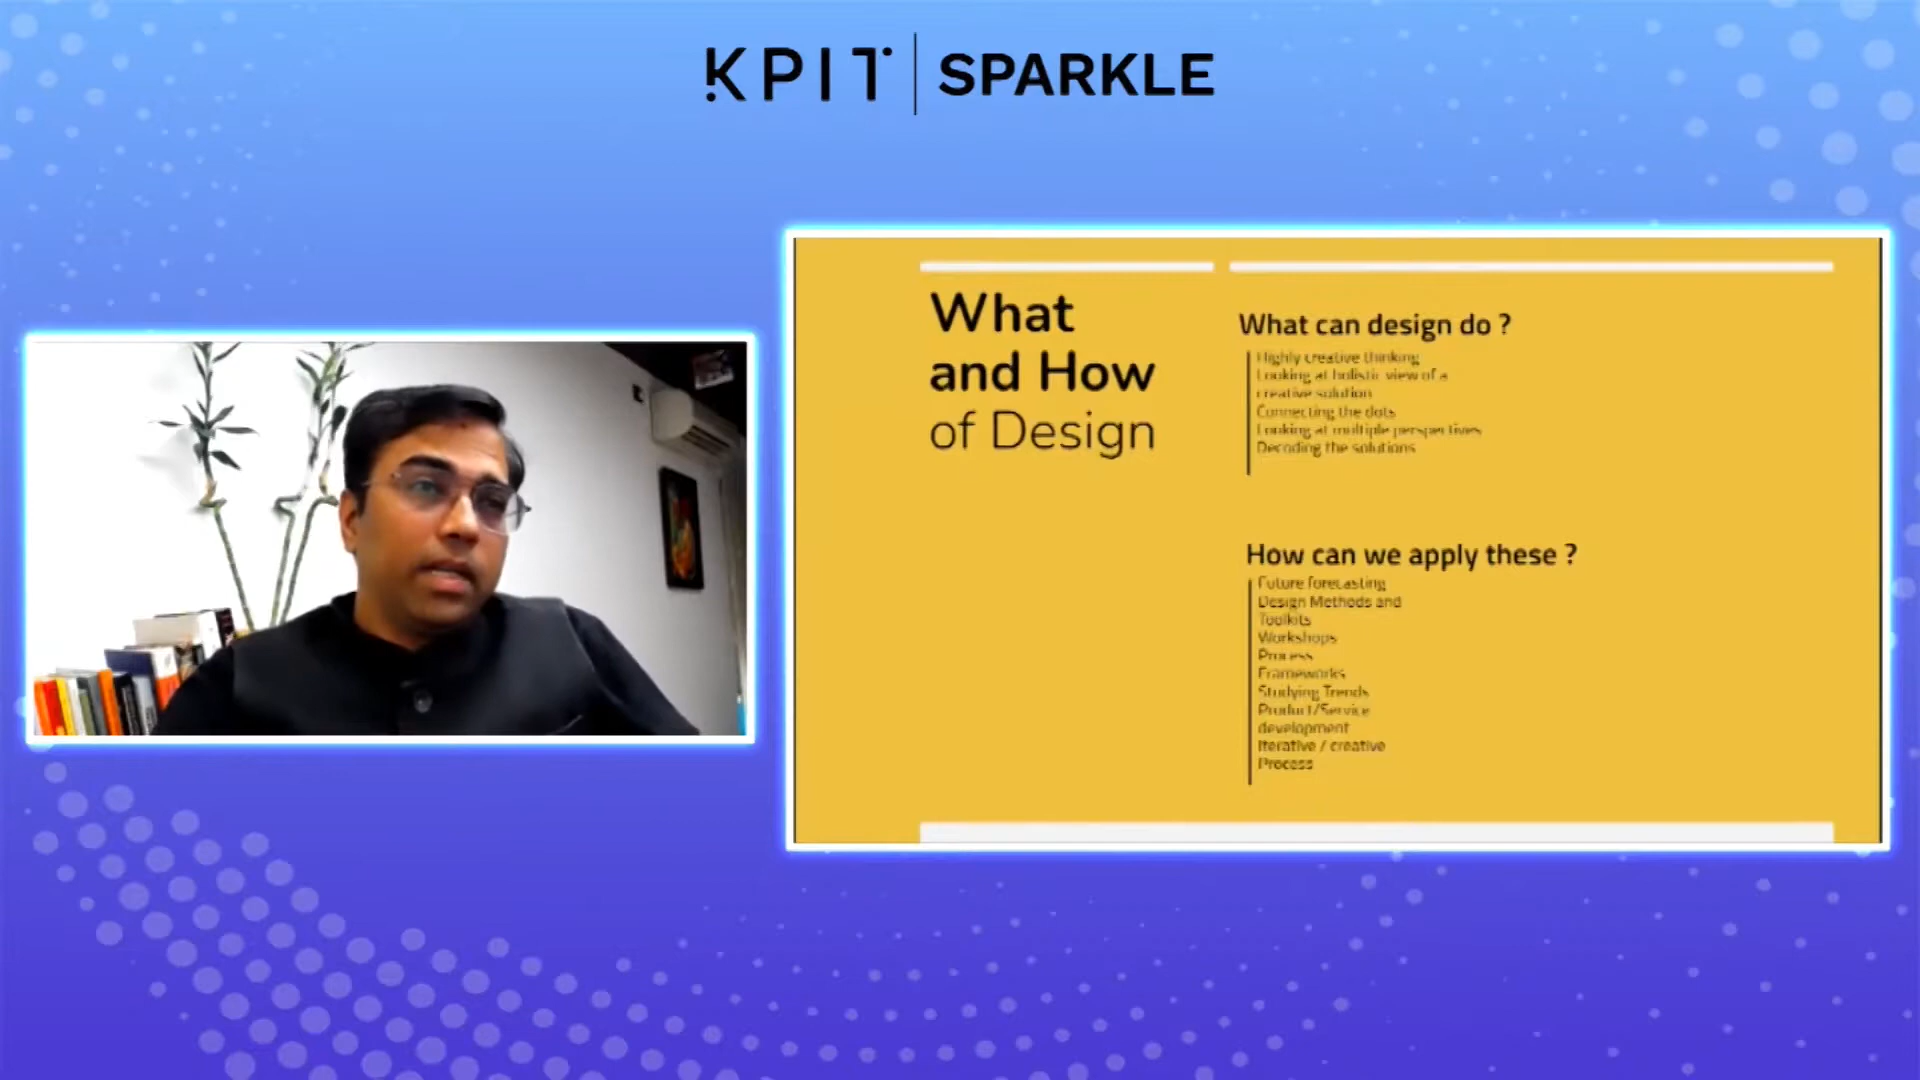 KPIT SPARKLE
What
and How
of Design
What can design do ?
Highly creative thinking
Looking at holistic view of a
creative solution
Connecting the dots
Looking at multiple perspectives
Decoding the solutions
How can we apply these ?
Future forecasting
Design Methods and
Toolkits
Workshops
Process
Frameworks
Studying Trends
Product/Service
development
Iterative / creative
Process